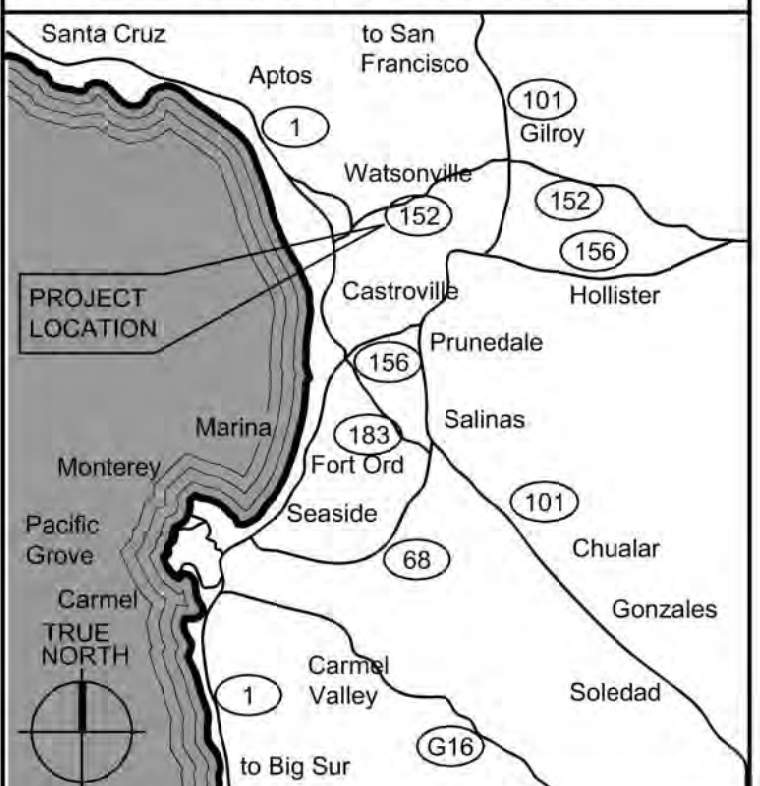 Santa Cruz
to San
Francisco
Aptos
101
Gilroy
1
Watsonville
152
152
156
PROJECT
LOCATION
Castroville
Hollister
Prunedale
156
Marina
183
Salinas
Monterey
Fort Ord
101
Pacific
Grove
Seaside
68
Chualar
Carmel
Gonzales
TRUE
NORTH
Carmel
Valley
1
Soledad
G16
to Big Sur